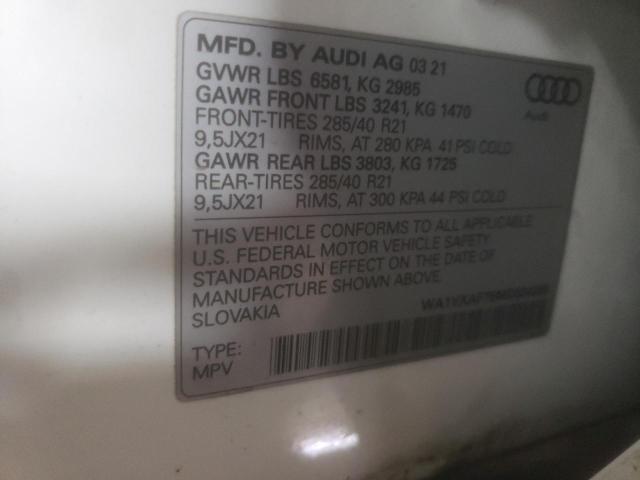 MFD. BY AUDI AG 03 21
GVWR LBS 6581, KG 2985
GAWR FRONT LBS 3241, KG 1470
FRONT-TIRES 285/40 R21
9,5JX21 RIMS, AT 280 KPA 41 PSI COLD
GAWR REAR LBS 3803, KG 1725
REAR-TIRES 285/40 R21
9,5JX21 RIMS, AT 300 KPA 44 PSI COLD
Audi
THIS VEHICLE CONFORMS TO ALL APPLICABLE
U.S. FEDERAL MOTOR VEHICLE SAFETY
STANDARDS IN EFFECT ON THE DATE OF
MANUFACTURE SHOWN ABOVE
SLOVAKIA
TYPE:
MPV